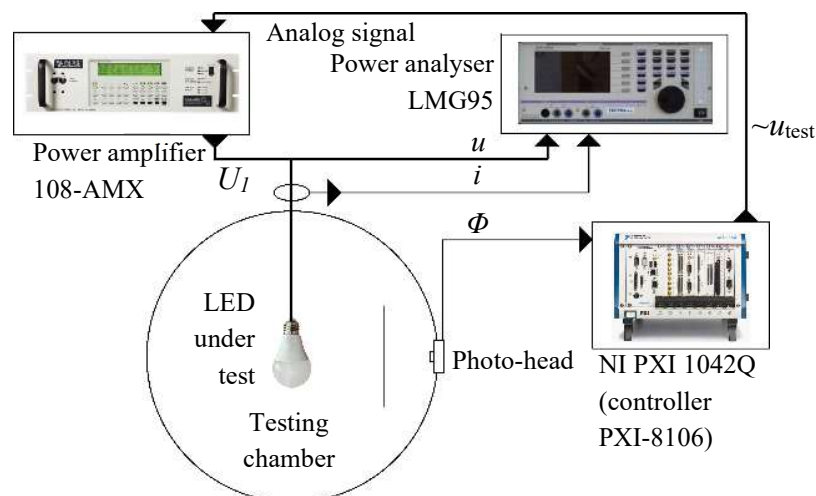 Analog signal
Power analyser
LMG95
Power amplifier
108-AMX
U1
u
i
~utest
Φ
LED
under
test
Photo-head
Testing
chamber
NI PXI 1042Q
(controller
PXI-8106)